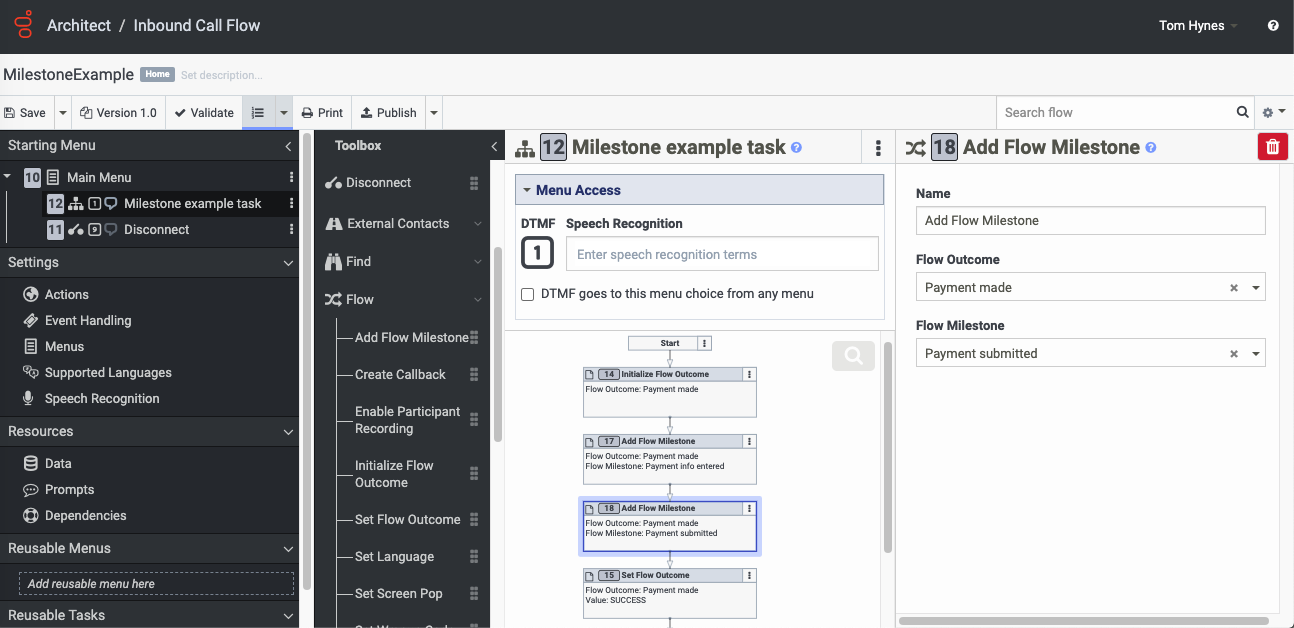 Architect / Inbound Call Flow
Tom Hynes
MilestoneExample Home Set description...
Save Version 1.0 Validate Print Publish Search flow
Starting Menu
10 Main Menu
12 1 Milestone example task
11 9 Disconnect
Settings
Actions
Event Handling
Menus
Supported Languages
Speech Recognition
Resources
Data
Prompts
Dependencies
Reusable Menus
Add reusable menu here
Reusable Tasks
Toolbox
Disconnect
External Contacts
Find
Flow
Add Flow Milestone
Create Callback
Enable Participant
Recording
Initialize Flow
Outcome
Set Flow Outcome
Set Language
Set Screen Pop
12 Milestone example task ?
Menu Access
DTMF Speech Recognition
1 Enter speech recognition terms
DTMF goes to this menu choice from any menu
Start
14 Initialize Flow Outcome
Flow Outcome: Payment made
17 Add Flow Milestone
Flow Outcome: Payment made
Flow Milestone: Payment info entered
18 Add Flow Milestone
Flow Outcome: Payment made
Flow Milestone: Payment submitted
15 Set Flow Outcome
Flow Outcome: Payment made
Value: SUCCESS
18 Add Flow Milestone ?
Name
Add Flow Milestone
Flow Outcome
Payment made
Flow Milestone
Payment submitted